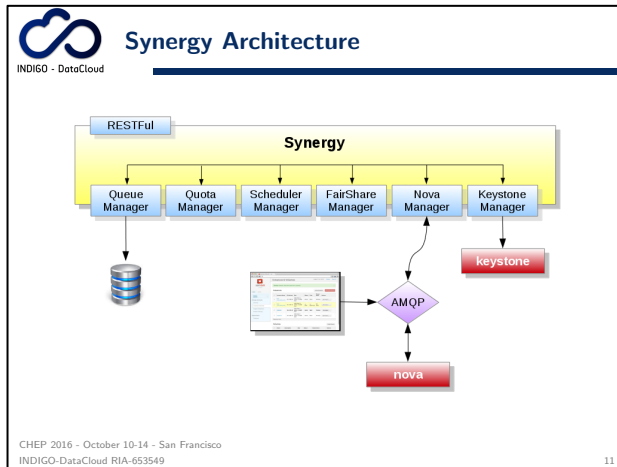 Synergy Architecture
INDIGO - DataCloud
RESTFul
Synergy
Queue
Manager
Quota
Manager
Scheduler
Manager
FairShare
Manager
Nova
Manager
Keystone
Manager
keystone
AMQP
nova
CHEP 2016 - October 10-14 - San Francisco
INDIGO-DataCloud RIA-653549
11